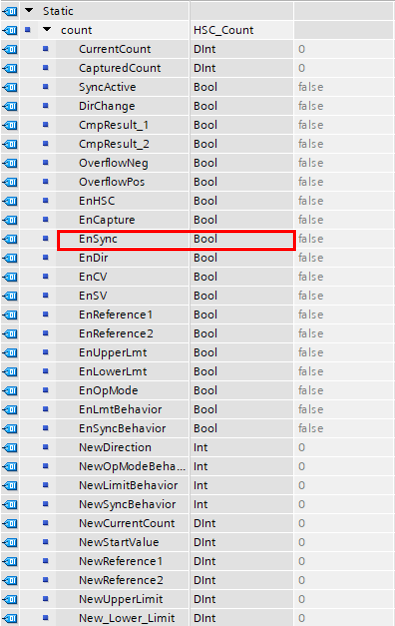 Static
count HSC_Count
CurrentCount DInt 0
CapturedCount DInt 0
SyncActive Bool false
DirChange Bool false
CmpResult_1 Bool false
CmpResult_2 Bool false
OverflowNeg Bool false
OverflowPos Bool false
EnHSC Bool false
EnCapture Bool false
EnSync Bool false
EnDir Bool false
EnCV Bool false
EnSV Bool false
EnReference1 Bool false
EnReference2 Bool false
EnUpperLmt Bool false
EnLowerLmt Bool false
EnOpMode Bool false
EnLmtBehavior Bool false
EnSyncBehavior Bool false
NewDirection Int 0
NewOpModeBeha... Int 0
NewLimitBehavior Int 0
NewSyncBehavior Int 0
NewCurrentCount DInt 0
NewStartValue DInt 0
NewReference1 DInt 0
NewReference2 DInt 0
NewUpperLimit DInt 0
New_Lower_Limit DInt 0